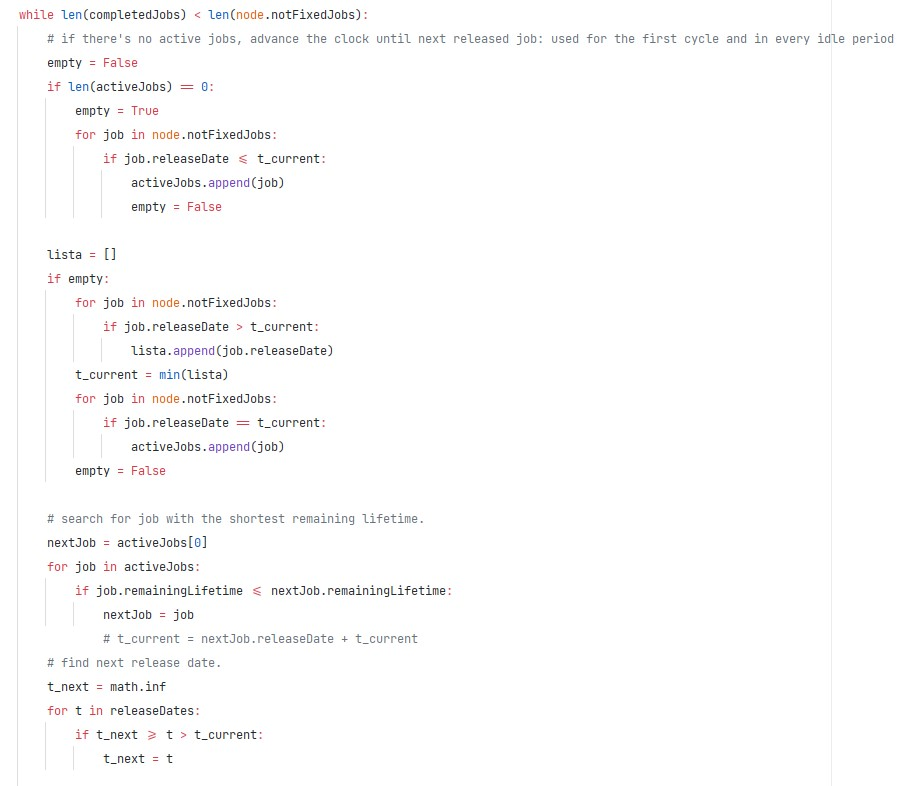 while len(completedJobs) < len(node.notFixedJobs):
    # if there's no active jobs, advance the clock until next released job: used for the first cycle and in every idle period
    empty = False
    if len(activeJobs) == 0:
        empty = True
        for job in node.notFixedJobs:
            if job.releaseDate <= t_current:
                activeJobs.append(job)
                empty = False

    lista = []
    if empty:
        for job in node.notFixedJobs:
            if job.releaseDate > t_current:
                lista.append(job.releaseDate)
        t_current = min(lista)
        for job in node.notFixedJobs:
            if job.releaseDate == t_current:
                activeJobs.append(job)
        empty = False

    # search for job with the shortest remaining lifetime.
    nextJob = activeJobs[0]
    for job in activeJobs:
        if job.remainingLifetime <= nextJob.remainingLifetime:
            nextJob = job
            # t_current = nextJob.releaseDate + t_current
    # find next release date.
    t_next = math.inf
    for t in releaseDates:
        if t_next >= t > t_current:
            t_next = t